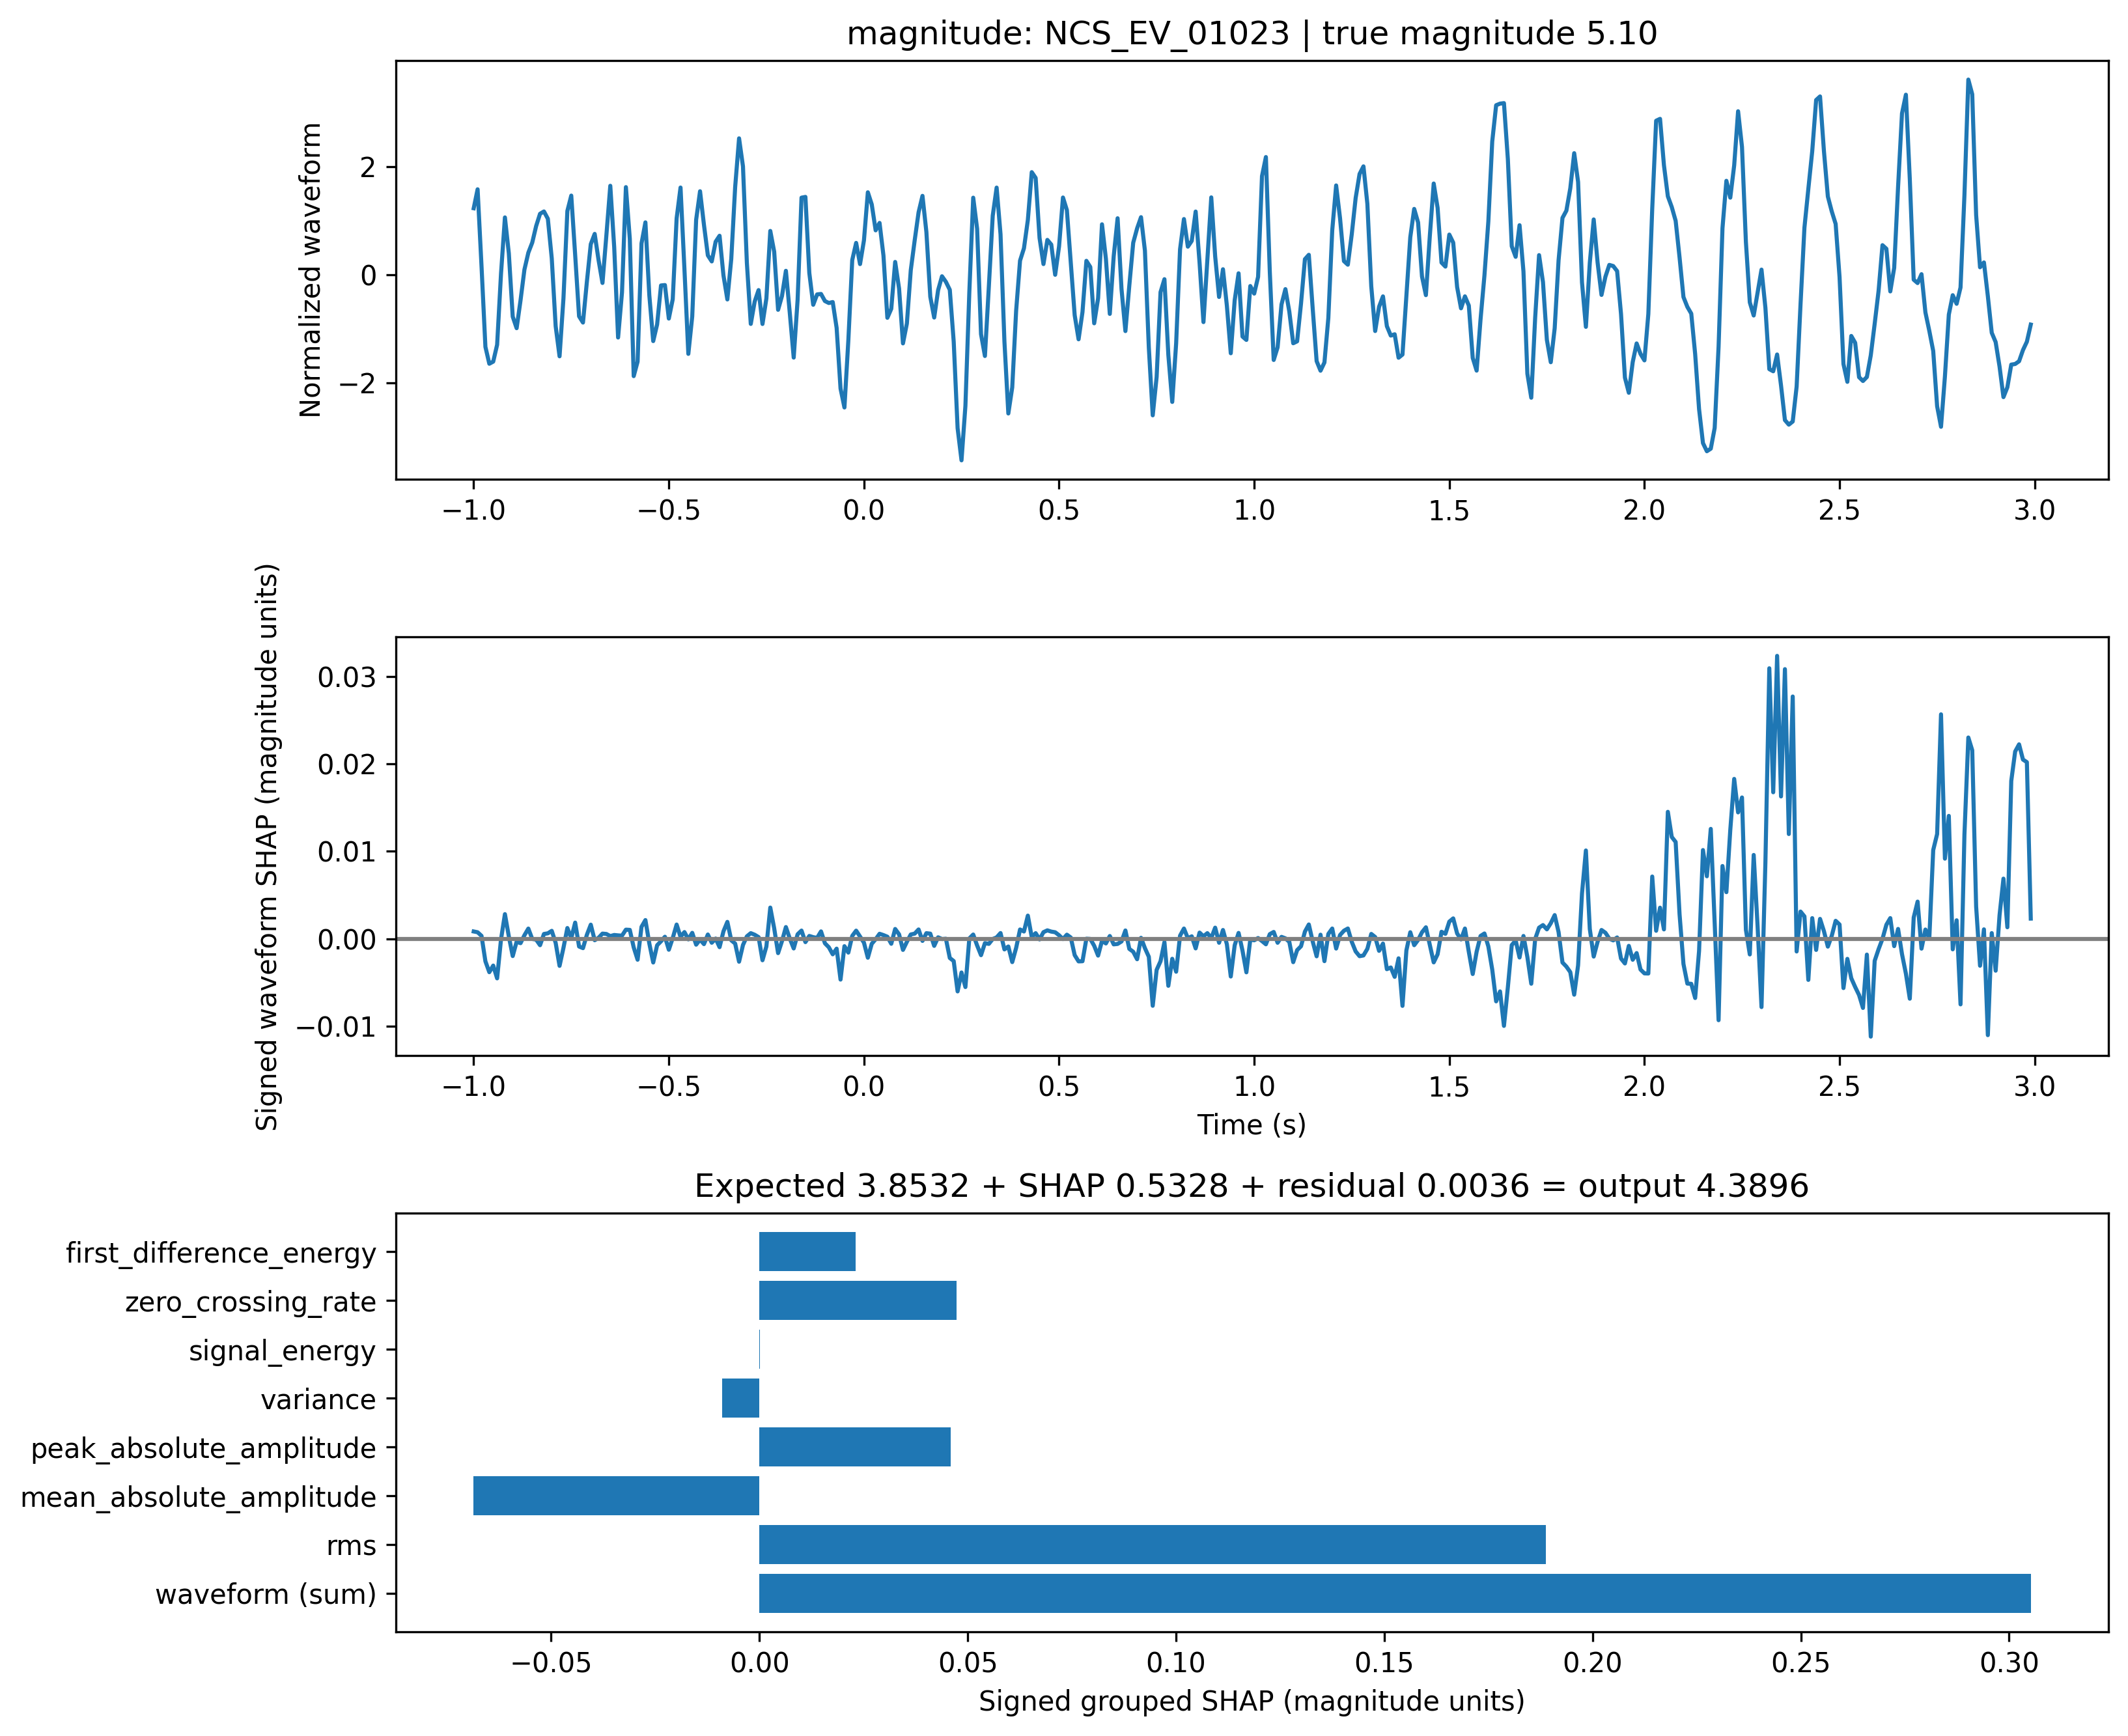 magnitude: NCS_EV_01023 | true magnitude 5.10
Normalized waveform
2
0
−2
−1.0 −0.5 0.0 0.5 1.0 1.5 2.0 2.5 3.0
Signed waveform SHAP (magnitude units)
0.03
0.02
0.01
0.00
−0.01
−1.0 −0.5 0.0 0.5 1.0 1.5 2.0 2.5 3.0
Time (s)
Expected 3.8532 + SHAP 0.5328 + residual 0.0036 = output 4.3896
first_difference_energy
zero_crossing_rate
signal_energy
variance
peak_absolute_amplitude
mean_absolute_amplitude
rms
waveform (sum)
−0.05 0.00 0.05 0.10 0.15 0.20 0.25 0.30
Signed grouped SHAP (magnitude units)